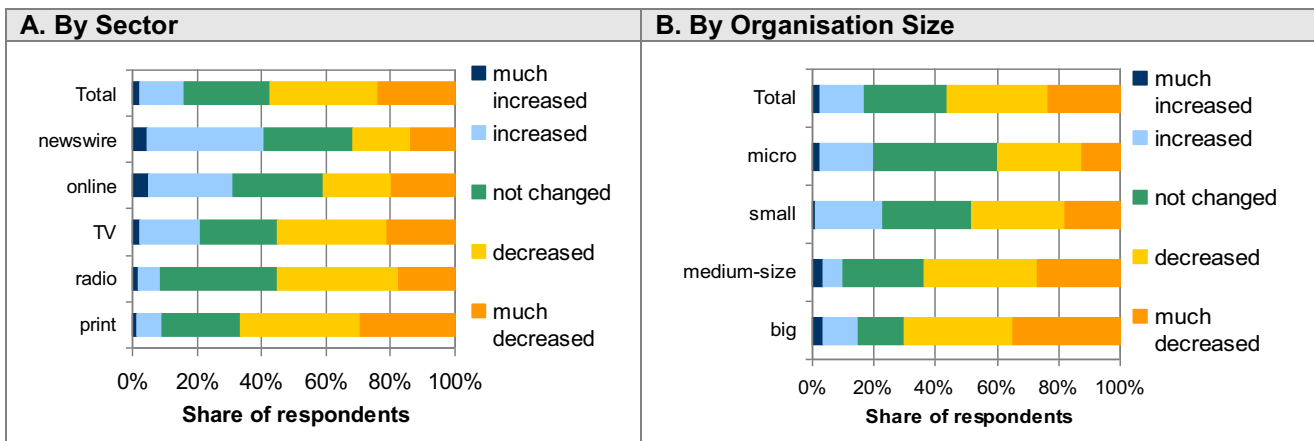 A. By Sector
B. By Organisation Size
Total
newswire
online
TV
radio
print
0% 20% 40% 60% 80% 100%
Share of respondents
much
increased
increased
not changed
decreased
much
decreased
Total
micro
small
medium-size
big
0% 20% 40% 60% 80% 100%
Share of respondents
much
increased
increased
not changed
decreased
much
decreased